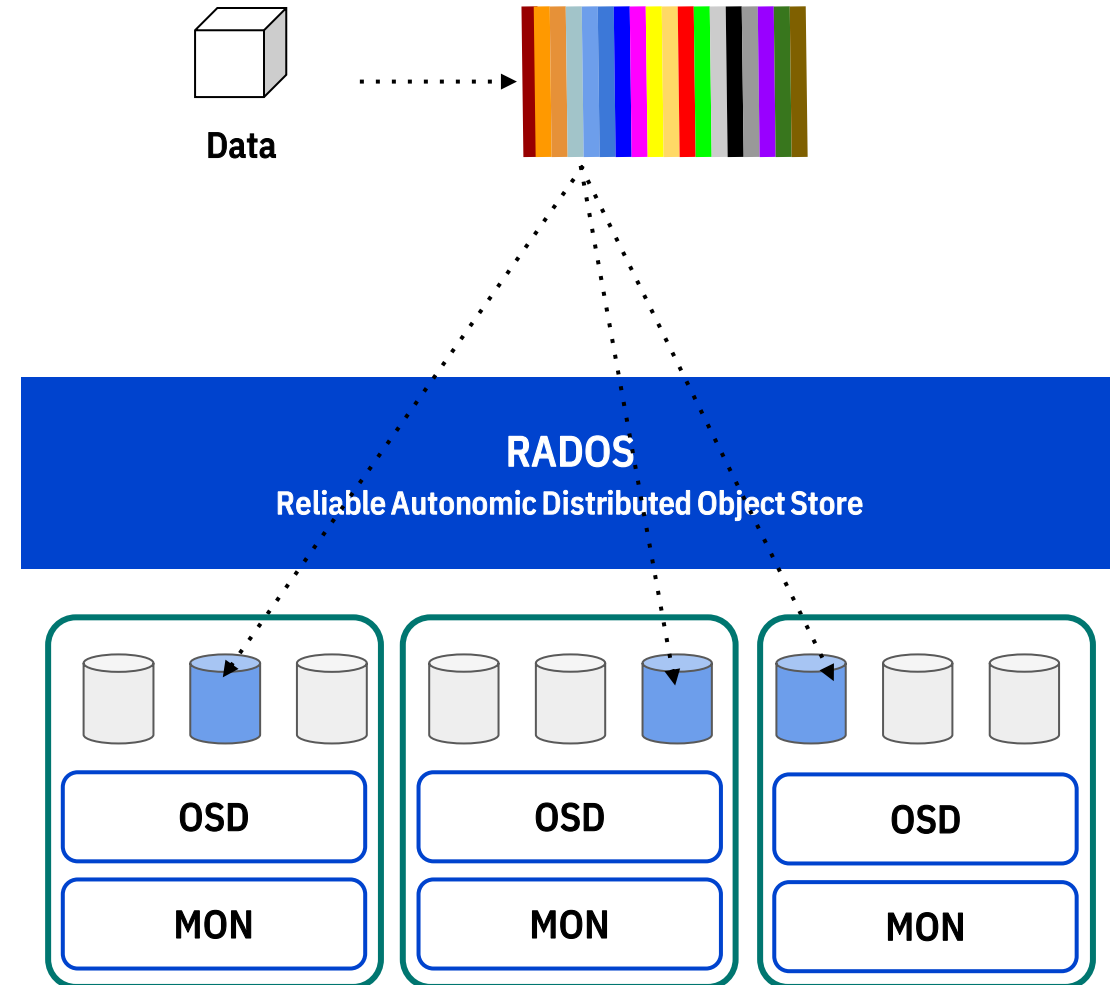 Data
RADOS
Reliable Autonomic Distributed Object Store
OSD
OSD
OSD
MON
MON
MON